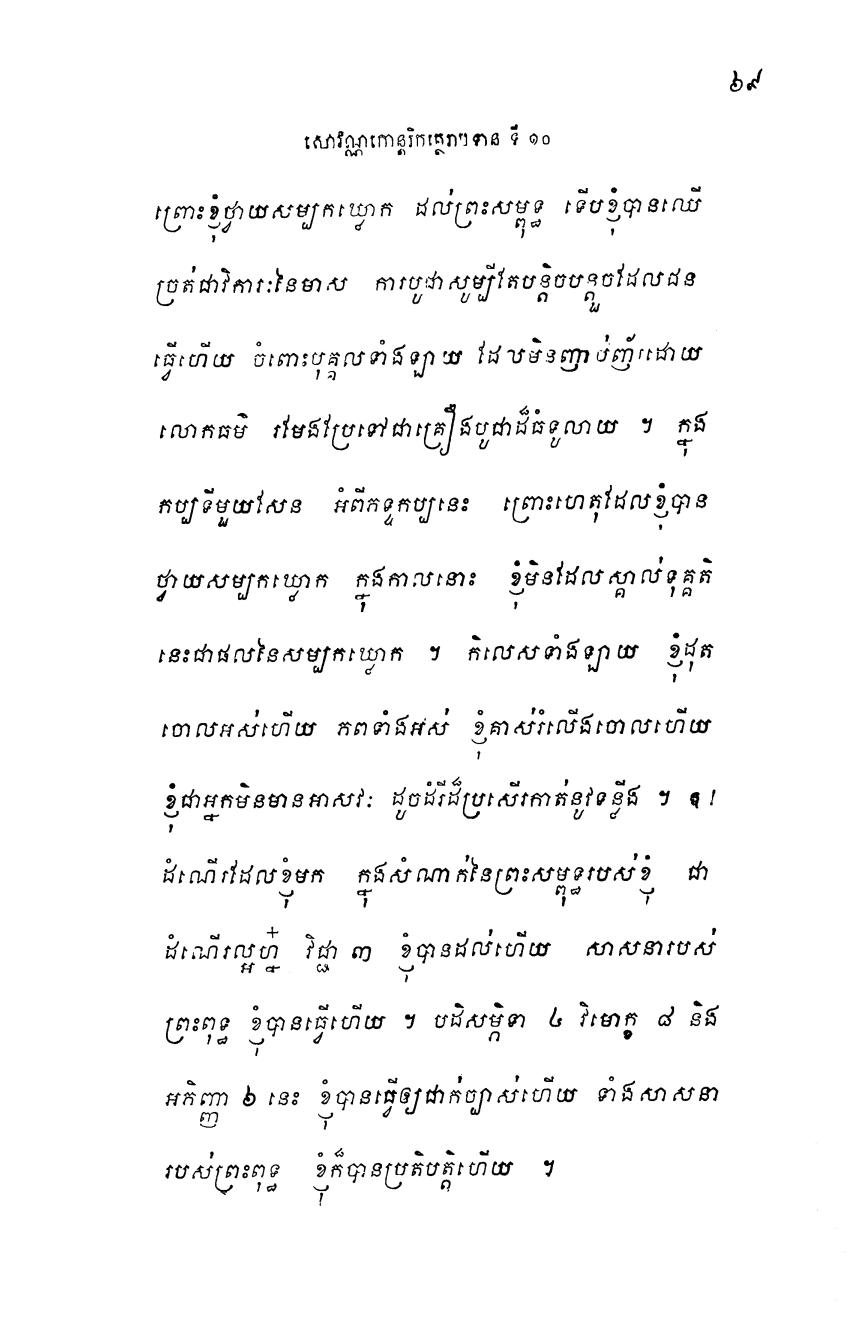 ៦៩
សោវណ្ណកោន្តរិកត្ថេរាៗទាន ទី ១០
ព្រោះខ្ញុំថ្វាយសម្បកឃ្លោក ដល់ព្រះសម្ពុទ្ធ ទើបខ្ញុំបានឈើ
ច្រត់ជាវិការៈនៃមាស ការបូជាសូម្បីតែបន្តិចបន្តួចដែលជន
ធ្វើហើយ ចំពោះបុគ្គលទាំងឡាយ ដែលមិនញាប់ញ័រដោយ
លោកធម៌ រមែងប្រែទៅជាគ្រឿងបូជាដ៏ធំទូលាយ ។ ក្នុង
កប្បទីមួយសែន អំពីភទ្ទកប្បនេះ ព្រោះហេតុដែលខ្ញុំបាន
ថ្វាយសម្បកឃ្លោក ក្នុងកាលនោះ ខ្ញុំមិនដែលស្គាល់ទុគ្គតិ
នេះជាផលនៃសម្បកឃ្លោក ។ កិលេសទាំងឡាយ ខ្ញុំដុត
ចោលអស់ហើយ ភពទាំងអស់ ខ្ញុំគាស់រំលើងចោលហើយ
ខ្ញុំជាអ្នកមិនមានអាសវៈ ដូចដំរីដ៏ប្រសើរកាត់នូវទន្លីង ។
ដំណើរដែលខ្ញុំមក ក្នុងសំណាក់នៃព្រះសម្ពុទ្ធរបស់ខ្ញុំ ជា
ដំណើរល្អហ្ន៎ វិជ្ជា ៣ ខ្ញុំបានដល់ហើយ សាសនារបស់
ព្រះពុទ្ធ ខ្ញុំបានធ្វើហើយ ។ បដិសម្ភិទា ៤ វិមោក្ខ ៨ និង
អភិញ្ញា ៦ នេះ ខ្ញុំបានធ្វើឲ្យជាក់ច្បាស់ហើយ ទាំងសាសនា
របស់ព្រះពុទ្ធ ខ្ញុំក៏បានប្រតិបត្តិហើយ ។